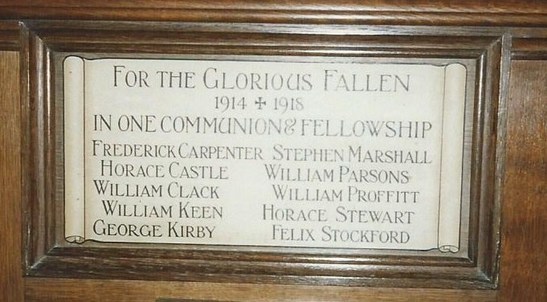 FOR THE GLORIOUS FALLEN
1914 ✠ 1918
IN ONE COMMUNION & FELLOWSHIP
FREDERICK CARPENTER STEPHEN MARSHALL
HORACE CASTLE WILLIAM PARSONS
WILLIAM CLACK WILLIAM PROFFITT
WILLIAM KEEN HORACE STEWART
GEORGE KIRBY FELIX STOCKFORD